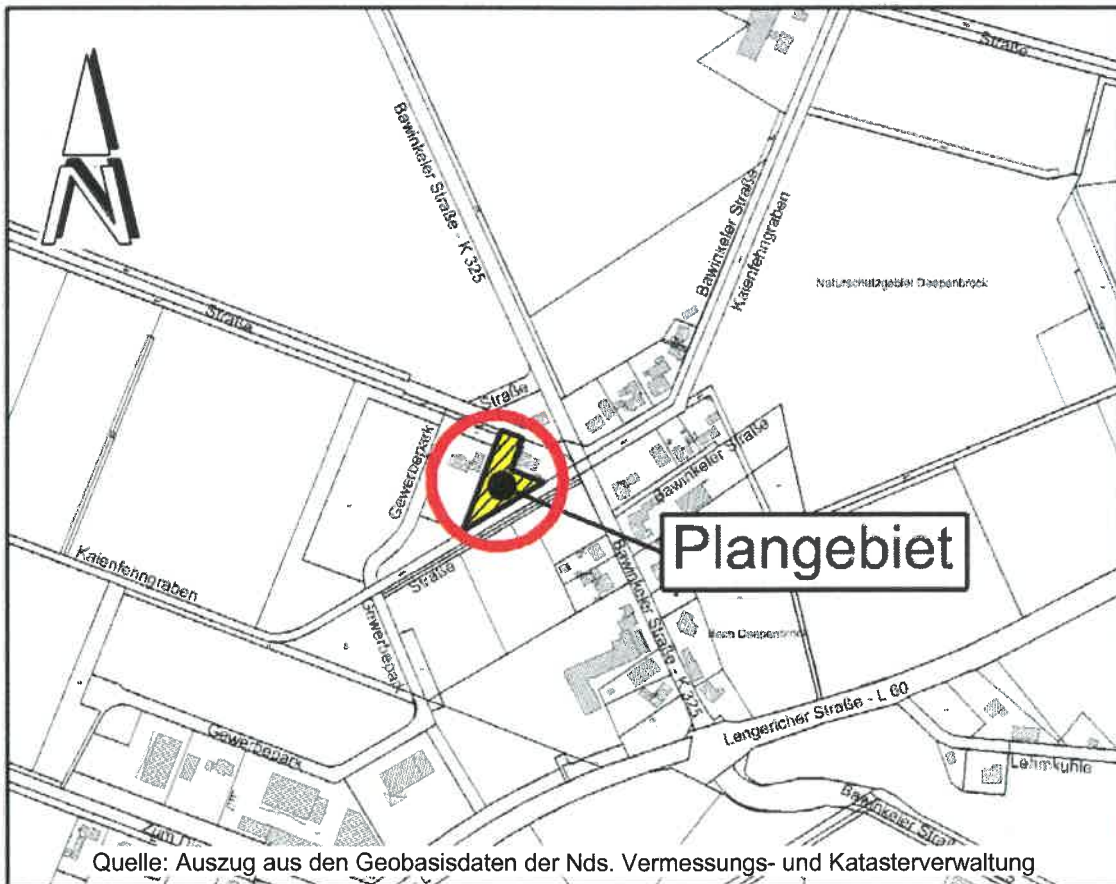 Straße
Bawinkeler Straße - K 325
Bawinkeler Straße
Kaienfenngraben
Naturschutzgebiet Deepenbrock
N
Straße
Straße
Gewerbepark
Bawinkeler Straße
Plangebiet
Kaienfenngraben
Straße
Gewerbepark
Bawinkeler Straße - K 325
Deepenbrock
Lengericher Straße - L 60
Gewerbepark
Lehmkuhle
Bawinkeler Straße
Zum
Quelle: Auszug aus den Geobasisdaten der Nds. Vermessungs- und Katasterverwaltung